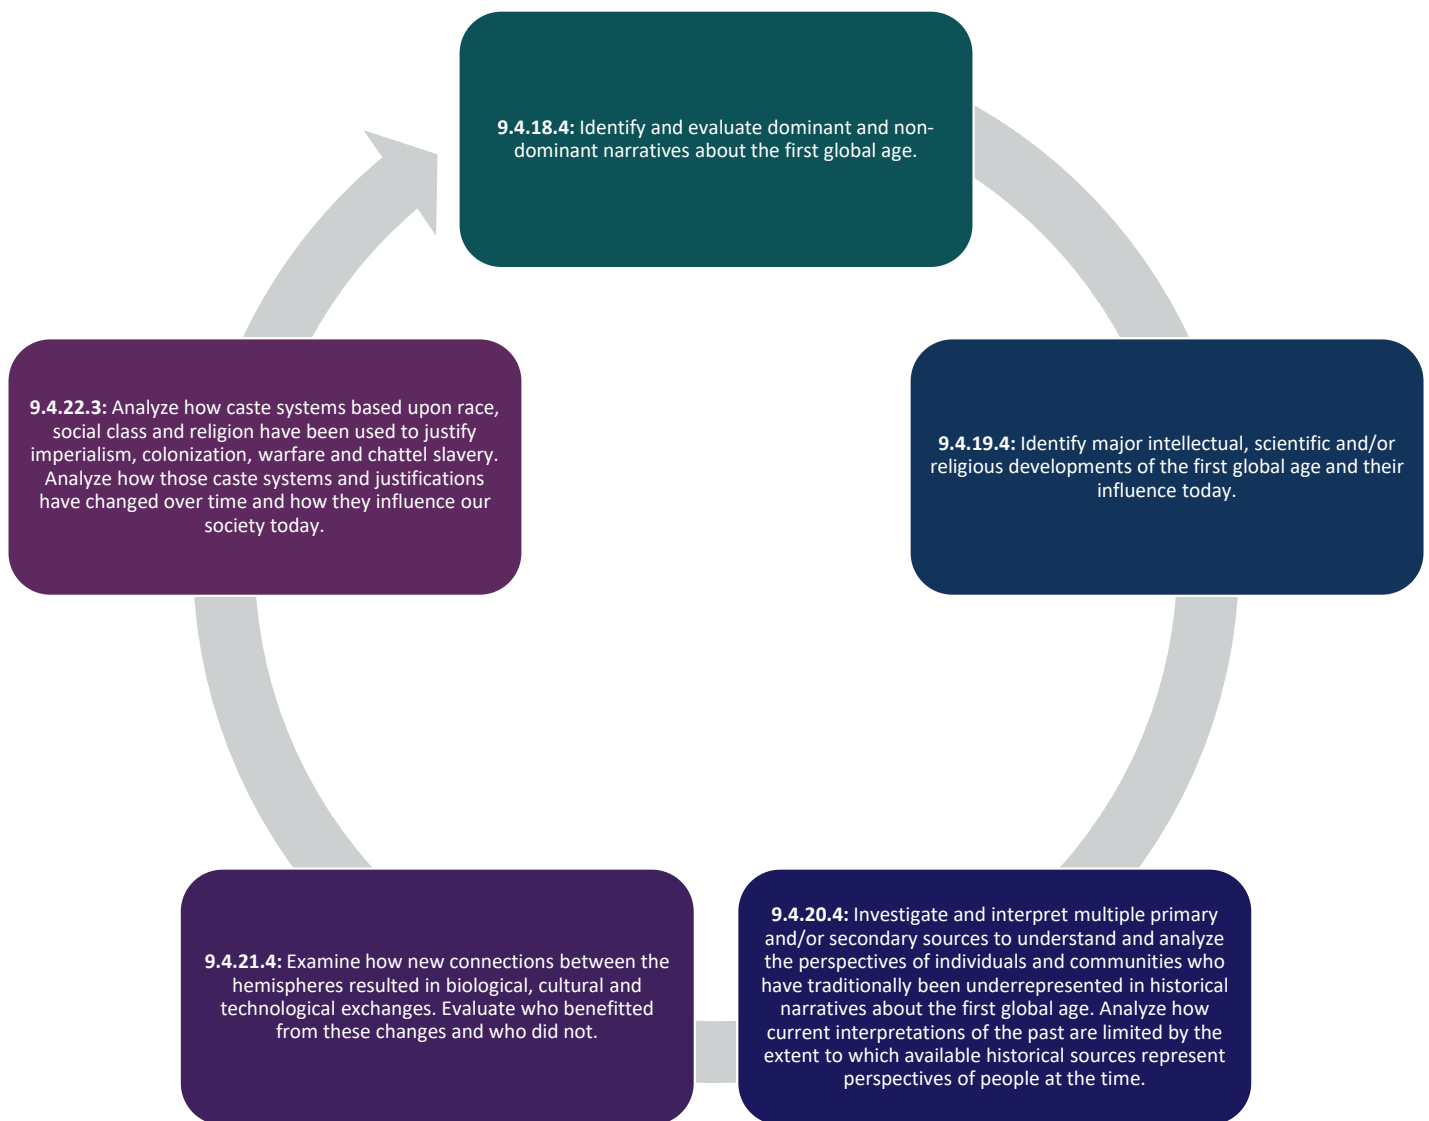 9.4.18.4: Identify and evaluate dominant and non-
dominant narratives about the first global age.
9.4.19.4: Identify major intellectual, scientific and/or
religious developments of the first global age and their
influence today.
9.4.20.4: Investigate and interpret multiple primary
and/or secondary sources to understand and analyze
the perspectives of individuals and communities who
have traditionally been underrepresented in historical
narratives about the first global age. Analyze how
current interpretations of the past are limited by the
extent to which available historical sources represent
perspectives of people at the time.
9.4.21.4: Examine how new connections between the
hemispheres resulted in biological, cultural and
technological exchanges. Evaluate who benefitted
from these changes and who did not.
9.4.22.3: Analyze how caste systems based upon race,
social class and religion have been used to justify
imperialism, colonization, warfare and chattel slavery.
Analyze how those caste systems and justifications
have changed over time and how they influence our
society today.